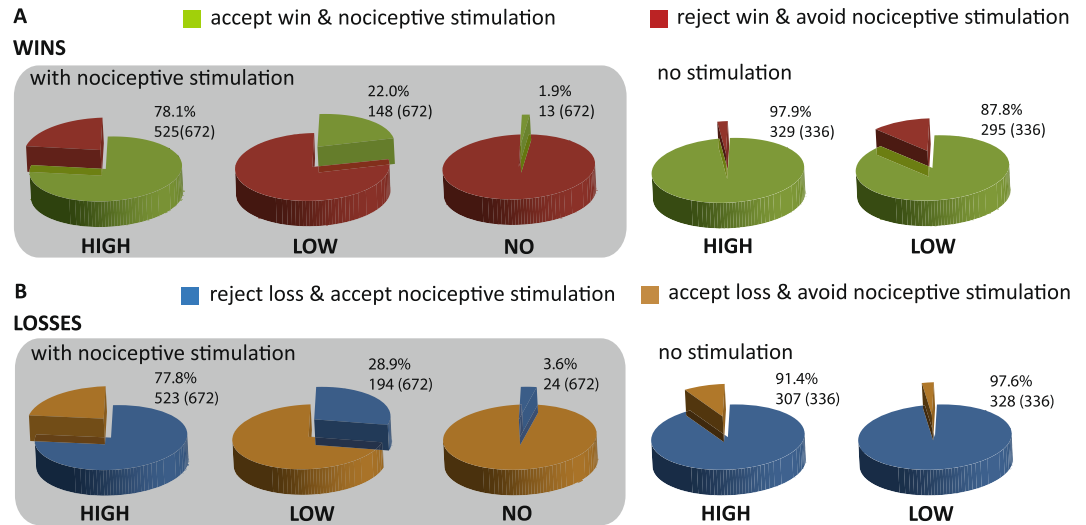 A
accept win & nociceptive stimulation
reject win & avoid nociceptive stimulation
WINS
with nociceptive stimulation
no stimulation
78.1%
525(672)
22.0%
148 (672)
1.9%
13 (672)
97.9%
329 (336)
87.8%
295 (336)
HIGH
LOW
NO
HIGH
LOW
B
reject loss & accept nociceptive stimulation
accept loss & avoid nociceptive stimulation
LOSSES
with nociceptive stimulation
no stimulation
77.8%
523 (672)
28.9%
194 (672)
3.6%
24 (672)
91.4%
307 (336)
97.6%
328 (336)
HIGH
LOW
NO
HIGH
LOW